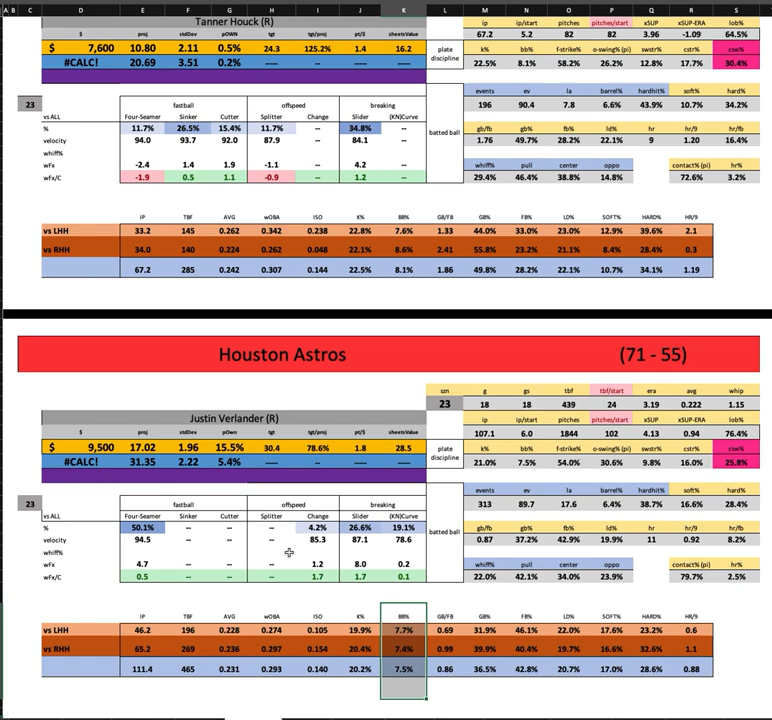 A B C D E F G H I J K L M N O P Q R S T
Tanner Houck (R) ip ip/start pitches pitches/start xSUP xSUP-ERA lob%
$ proj stdDev pOWN tgt tgt/proj pt/$ sheetsValue 67.2 5.2 82 82 3.96 -1.09 64.5%
$ 7,600 10.80 2.11 0.5% 24.3 125.2% 1.4 16.2 plate discipline k% bb% f-strike% o-swing% (pi) swstr% cstr% csw%
#CALC! 20.69 3.51 0.2% ---- ---- ---- ---- 22.5% 8.1% 58.2% 26.2% 12.8% 17.7% 30.4%
events ev la barrel% hardhit% soft% hard%
23 fastball offspeed breaking 196 90.4 7.8 6.6% 43.9% 10.7% 34.2%
vs ALL Four-Seamer Sinker Cutter Splitter Change Slider (KN)Curve
% 11.7% 26.5% 15.4% 11.7% -- 34.8% -- batted ball gb/fb gb% fb% ld% hr hr/9 hr/fb
velocity 94.0 93.7 92.0 87.9 -- 84.1 -- 1.76 49.7% 28.2% 22.1% 9 1.20 16.4%
whiff%
wFx -2.4 1.4 1.9 -1.1 -- 4.2 -- whiff% pull center oppo contact% (pi) hr%
wFx/C -1.9 0.5 1.1 -0.9 -- 1.2 -- 29.4% 46.4% 38.8% 14.8% 72.6% 3.2%
IP TBF AVG wOBA ISO K% BB% GB/FB GB% FB% LD% SOFT% HARD% HR/9
vs LHH 33.2 145 0.262 0.342 0.238 22.8% 7.6% 1.33 44.0% 33.0% 23.0% 12.9% 39.6% 2.1
vs RHH 34.0 140 0.224 0.262 0.048 22.1% 8.6% 2.41 55.8% 23.2% 21.1% 8.4% 28.4% 0.3
67.2 285 0.242 0.307 0.144 22.5% 8.1% 1.86 49.8% 28.2% 22.1% 10.7% 34.1% 1.19
Houston Astros (71 - 55)
szn g gs tbf tbf/start era avg whip
23 18 18 439 24 3.19 0.222 1.15
Justin Verlander (R) ip ip/start pitches pitches/start xSUP xSUP-ERA lob%
$ proj stdDev pOwn tgt tgt/proj pt/$ sheetsValue 107.1 6.0 1844 102 4.13 0.94 76.4%
$ 9,500 17.02 1.96 15.5% 30.4 78.6% 1.8 28.5 plate discipline k% bb% f-strike% o-swing% (pi) swstr% cstr% csw%
#CALC! 31.35 2.22 5.4% ---- -- ---- ---- 21.0% 7.5% 54.0% 30.6% 9.8% 16.0% 25.8%
events ev la barrel% hardhit% soft% hard%
23 fastball offspeed breaking 313 89.7 17.6 6.4% 38.7% 16.6% 28.4%
vs ALL Four-Seamer Sinker Cutter Splitter Change Slider (KN)Curve
% 50.1% -- -- -- 4.2% 26.6% 19.1% batted ball gb/fb gb% fb% ld% hr hr/9 hr/fb
velocity 94.5 -- -- -- 85.3 87.1 78.6 0.87 37.2% 42.9% 19.9% 11 0.92 8.2%
whiff%
wFx 4.7 -- -- -- 1.2 8.0 0.2 whiff% pull center oppo contact% (pi) hr%
wFx/C 0.5 -- -- -- 1.7 1.7 0.1 22.0% 42.1% 34.0% 23.9% 79.7% 2.5%
IP TBF AVG wOBA ISO K% BB% GB/FB GB% FB% LD% SOFT% HARD% HR/9
vs LHH 46.2 196 0.228 0.274 0.105 19.9% 7.7% 0.69 31.9% 46.1% 22.0% 17.6% 23.2% 0.6
vs RHH 65.2 269 0.236 0.297 0.154 20.4% 7.4% 0.99 39.9% 40.4% 19.7% 16.6% 32.6% 1.1
111.4 465 0.231 0.293 0.140 20.2% 7.5% 0.86 36.5% 42.8% 20.7% 17.0% 28.6% 0.88